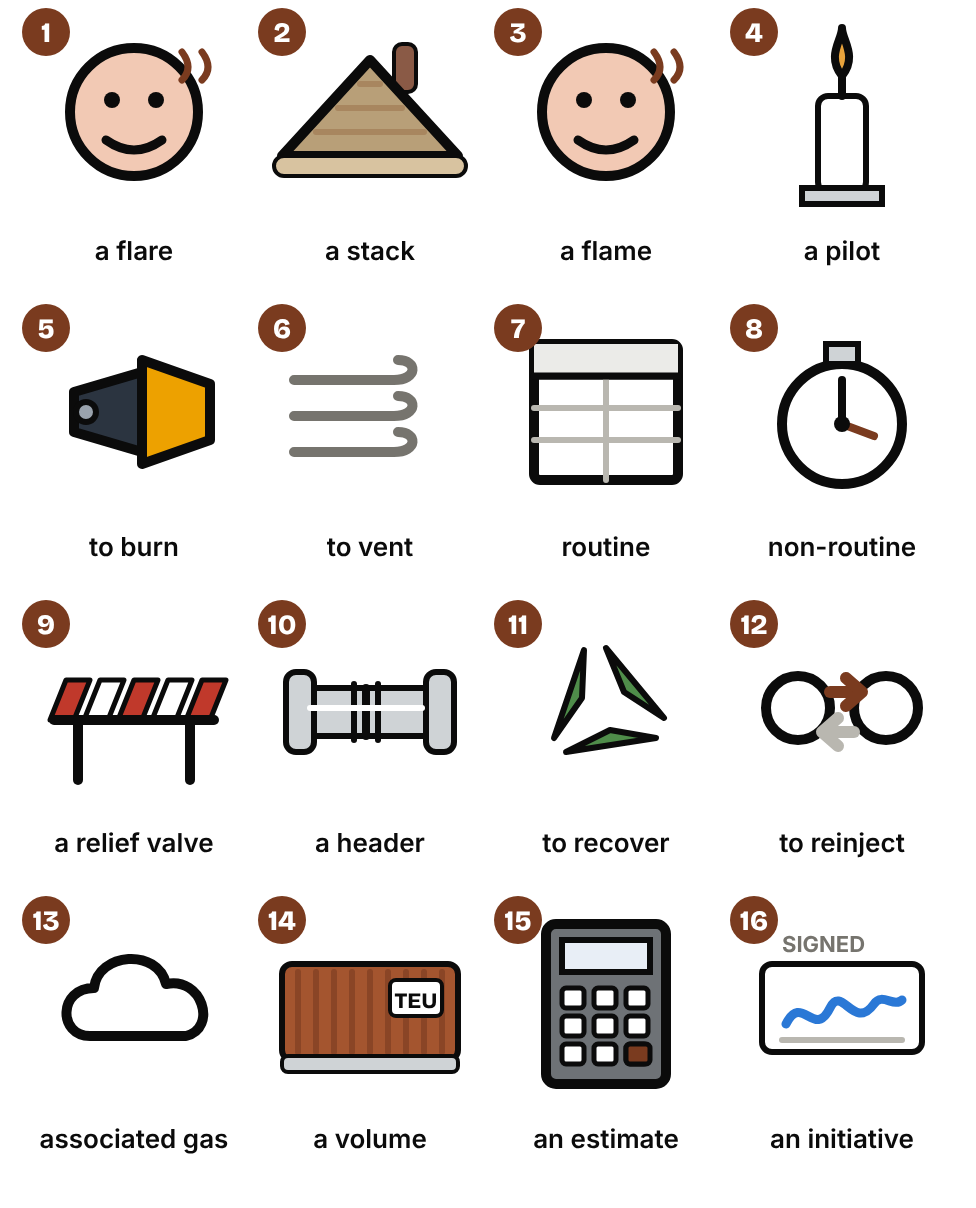 1
2
3
4
a flare
a stack
a flame
a pilot
5
6
7
8
to burn
to vent
routine
non-routine
9
10
11
12
a relief valve
a header
to recover
to reinject
13
14
15
16
SIGNED
TEU
associated gas
a volume
an estimate
an initiative